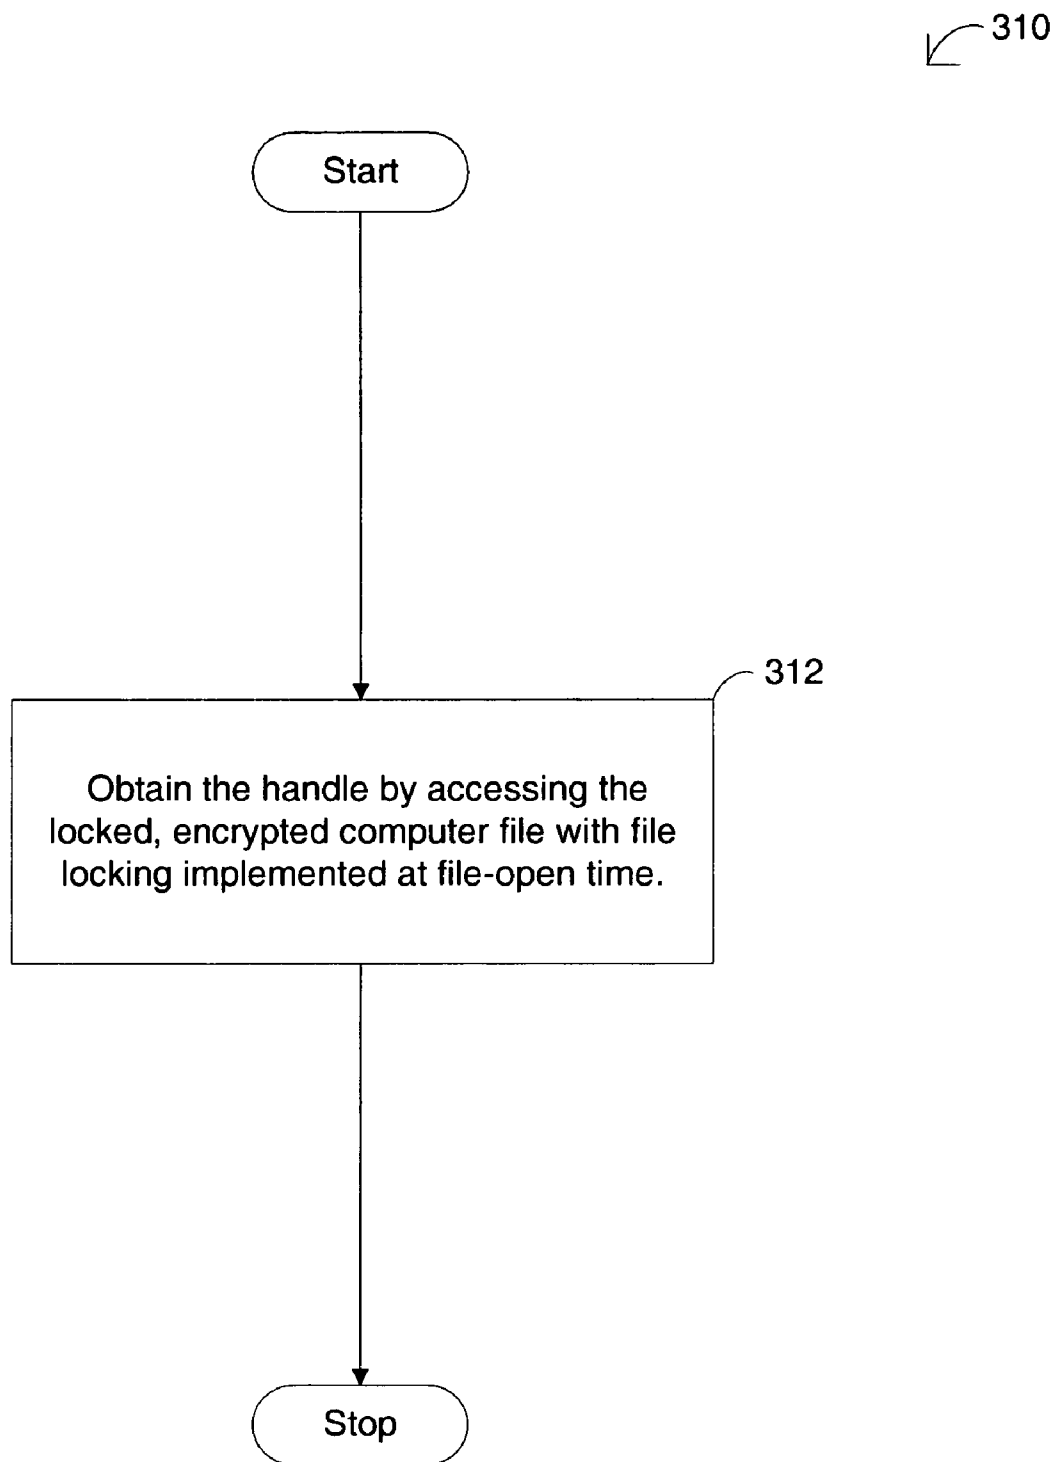 310
Start
312
Obtain the handle by accessing the
locked, encrypted computer file with file
locking implemented at file-open time.
Stop